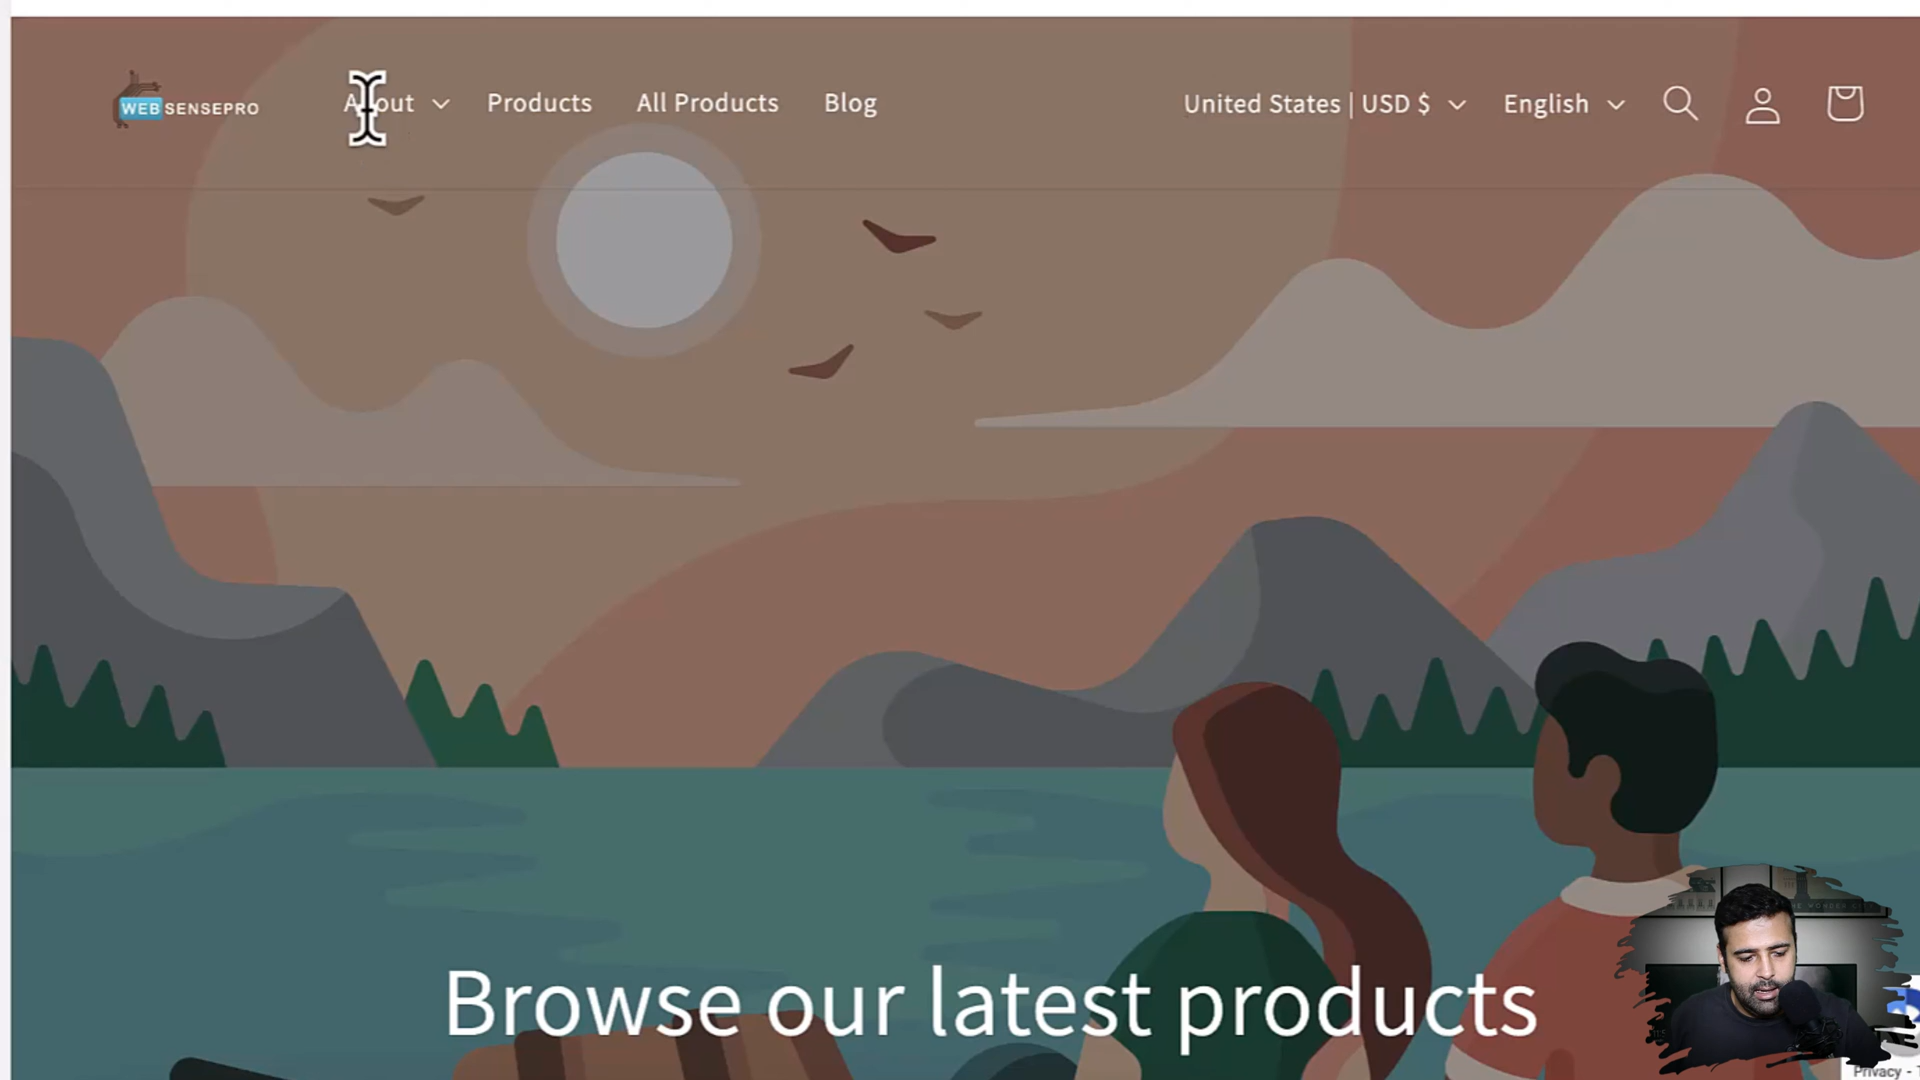 WEB SENSEPRO
About
Products
All Products
Blog
United States | USD $
English
Browse our latest products
Privacy -